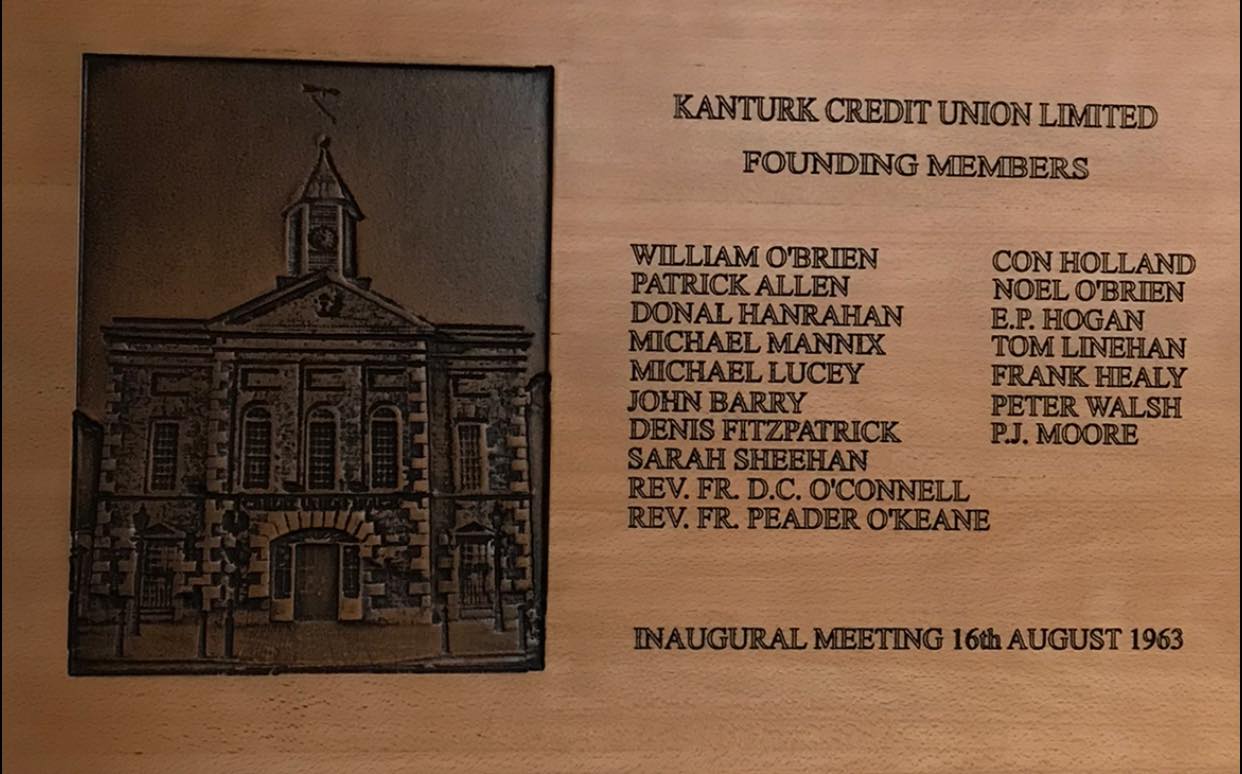 KANTURK CREDIT UNION LIMITED
FOUNDING MEMBERS
WILLIAM O'BRIEN
PATRICK ALLEN
DONAL HANRAHAN
MICHAEL MANNIX
MICHAEL LUCEY
JOHN BARRY
DENIS FITZPATRICK
SARAH SHEEHAN
REV. FR. D.C. O'CONNELL
REV. FR. PEADER O'KEANE
CON HOLLAND
NOEL O'BRIEN
E.P. HOGAN
TOM LINEHAN
FRANK HEALY
PETER WALSH
P.J. MOORE
INAUGURAL MEETING 16th AUGUST 1963